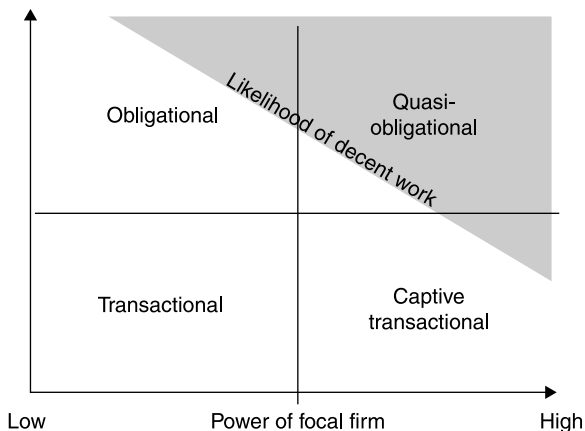 Likelihood of decent work
Obligational
Quasi-
obligational
Transactional
Captive
transactional
Low
Power of focal firm
High